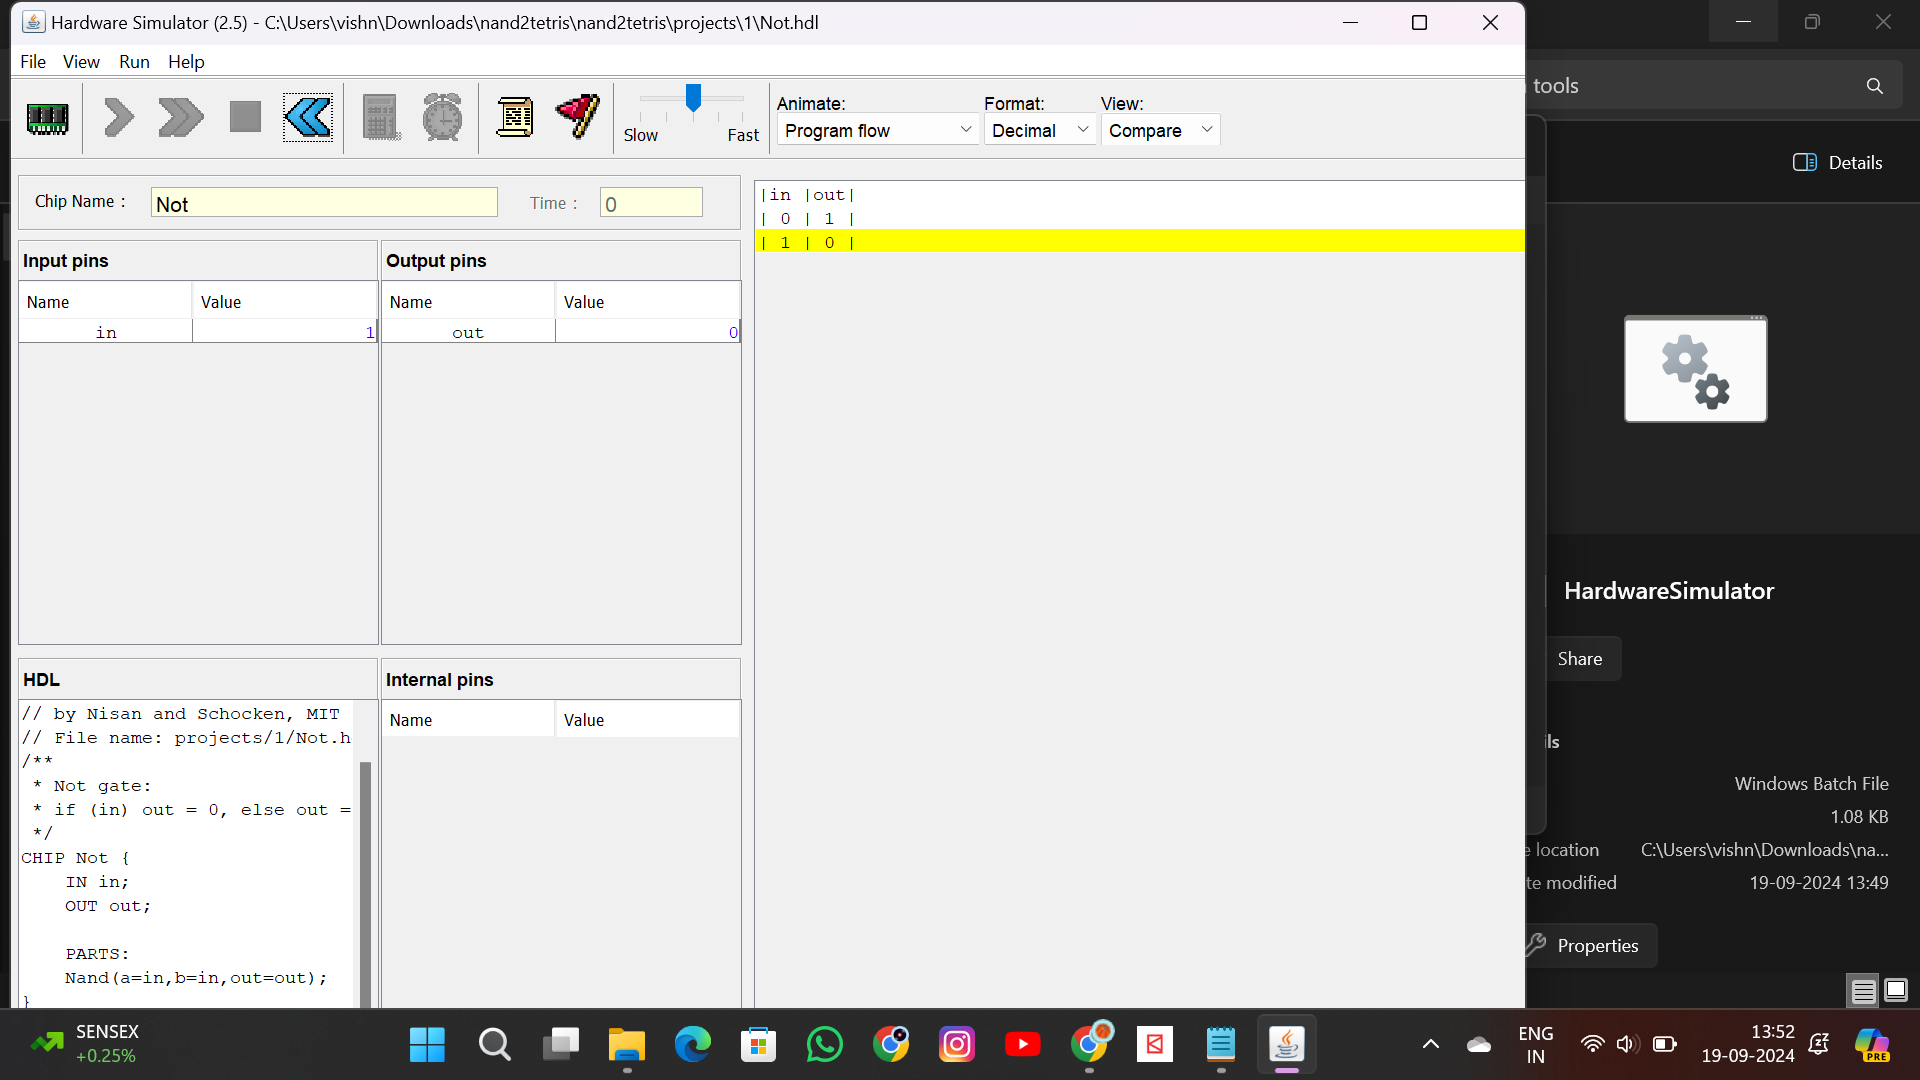 Hardware Simulator (2.5) - C:\Users\vishn\Downloads\nand2tetris\nand2tetris\projects\1\Not.hdl
File View Run Help
tools
Slow Fast
Animate: Format: View:
Program flow Decimal Compare
Details
Chip Name : Not Time : 0
|in |out|
| 0 | 1 |
| 1 | 0 |
Input pins
Name Value
in 1
Output pins
Name Value
out 0
HDL
// by Nisan and Schocken, MIT
// File name: projects/1/Not.h
/**
* Not gate:
* if (in) out = 0, else out =
*/
CHIP Not {
IN in;
OUT out;
PARTS:
Nand(a=in,b=in,out=out);
}
Internal pins
Name Value
HardwareSimulator
Share
ils
Windows Batch File
1.08 KB
e location C:\Users\vishn\Downloads\na...
te modified 19-09-2024 13:49
Properties
SENSEX
+0.25%
ENG
IN
13:52
19-09-2024
PRE